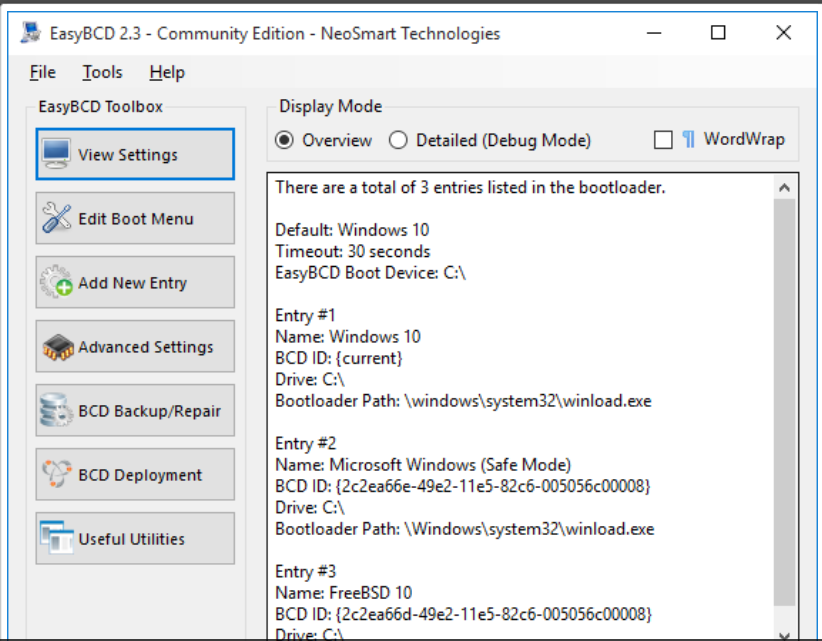 EasyBCD 2.3 - Community Edition - NeoSmart Technologies
File Tools Help
EasyBCD Toolbox
View Settings
Edit Boot Menu
Add New Entry
Advanced Settings
BCD Backup/Repair
BCD Deployment
Useful Utilities
Display Mode
Overview Detailed (Debug Mode) ¶ WordWrap
There are a total of 3 entries listed in the bootloader.
Default: Windows 10
Timeout: 30 seconds
EasyBCD Boot Device: C:\
Entry #1
Name: Windows 10
BCD ID: {current}
Drive: C:\
Bootloader Path: \windows\system32\winload.exe
Entry #2
Name: Microsoft Windows (Safe Mode)
BCD ID: {2c2ea66e-49e2-11e5-82c6-005056c00008}
Drive: C:\
Bootloader Path: \Windows\system32\winload.exe
Entry #3
Name: FreeBSD 10
BCD ID: {2c2ea66d-49e2-11e5-82c6-005056c00008}
Drive: C:\